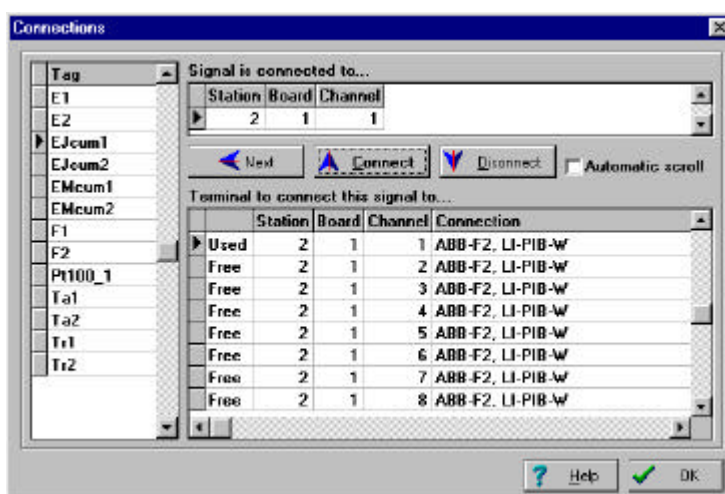 Connections
Tag
E1
E2
EJcum1
EJcum2
EMcum1
EMcum2
F1
F2
Pt100_1
Ta1
Ta2
Tr1
Tr2
Signal is connected to...
Station Board Channel
2 1 1
Next Connect Disonnect Automatic scroll
Terminal to connect this signal to...
Station Board Channel Connection
Used 2 1 1 ABB-F2, LI-PIB-W
Free 2 1 2 ABB-F2, LI-PIB-W
Free 2 1 3 ABB-F2, LI-PIB-W
Free 2 1 4 ABB-F2, LI-PIB-W
Free 2 1 5 ABB-F2, LI-PIB-W
Free 2 1 6 ABB-F2, LI-PIB-W
Free 2 1 7 ABB-F2, LI-PIB-W
Free 2 1 8 ABB-F2, LI-PIB-W
? Help OK